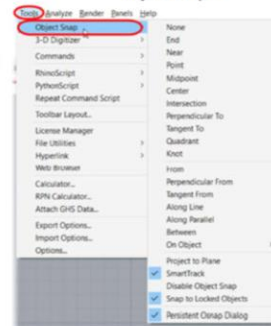 Tools Analyze Render Panels Help
Object Snap
3-D Digitizer
Commands
RhinoScript
PythonScript
Repeat Command Script
Toolbar Layout...
License Manager
File Utilities
Hyperlink
Web Browser
Calculator...
RPN Calculator...
Attach GHS Data...
Export Options...
Import Options...
Options...
None
End
Near
Point
Midpoint
Center
Intersection
Perpendicular To
Tangent To
Quadrant
Knot
From
Perpendicular From
Tangent From
Along Line
Along Parallel
Between
On Object
Project to Plane
SmartTrack
Disable Object Snap
Snap to Locked Objects
Persistent Osnap Dialog